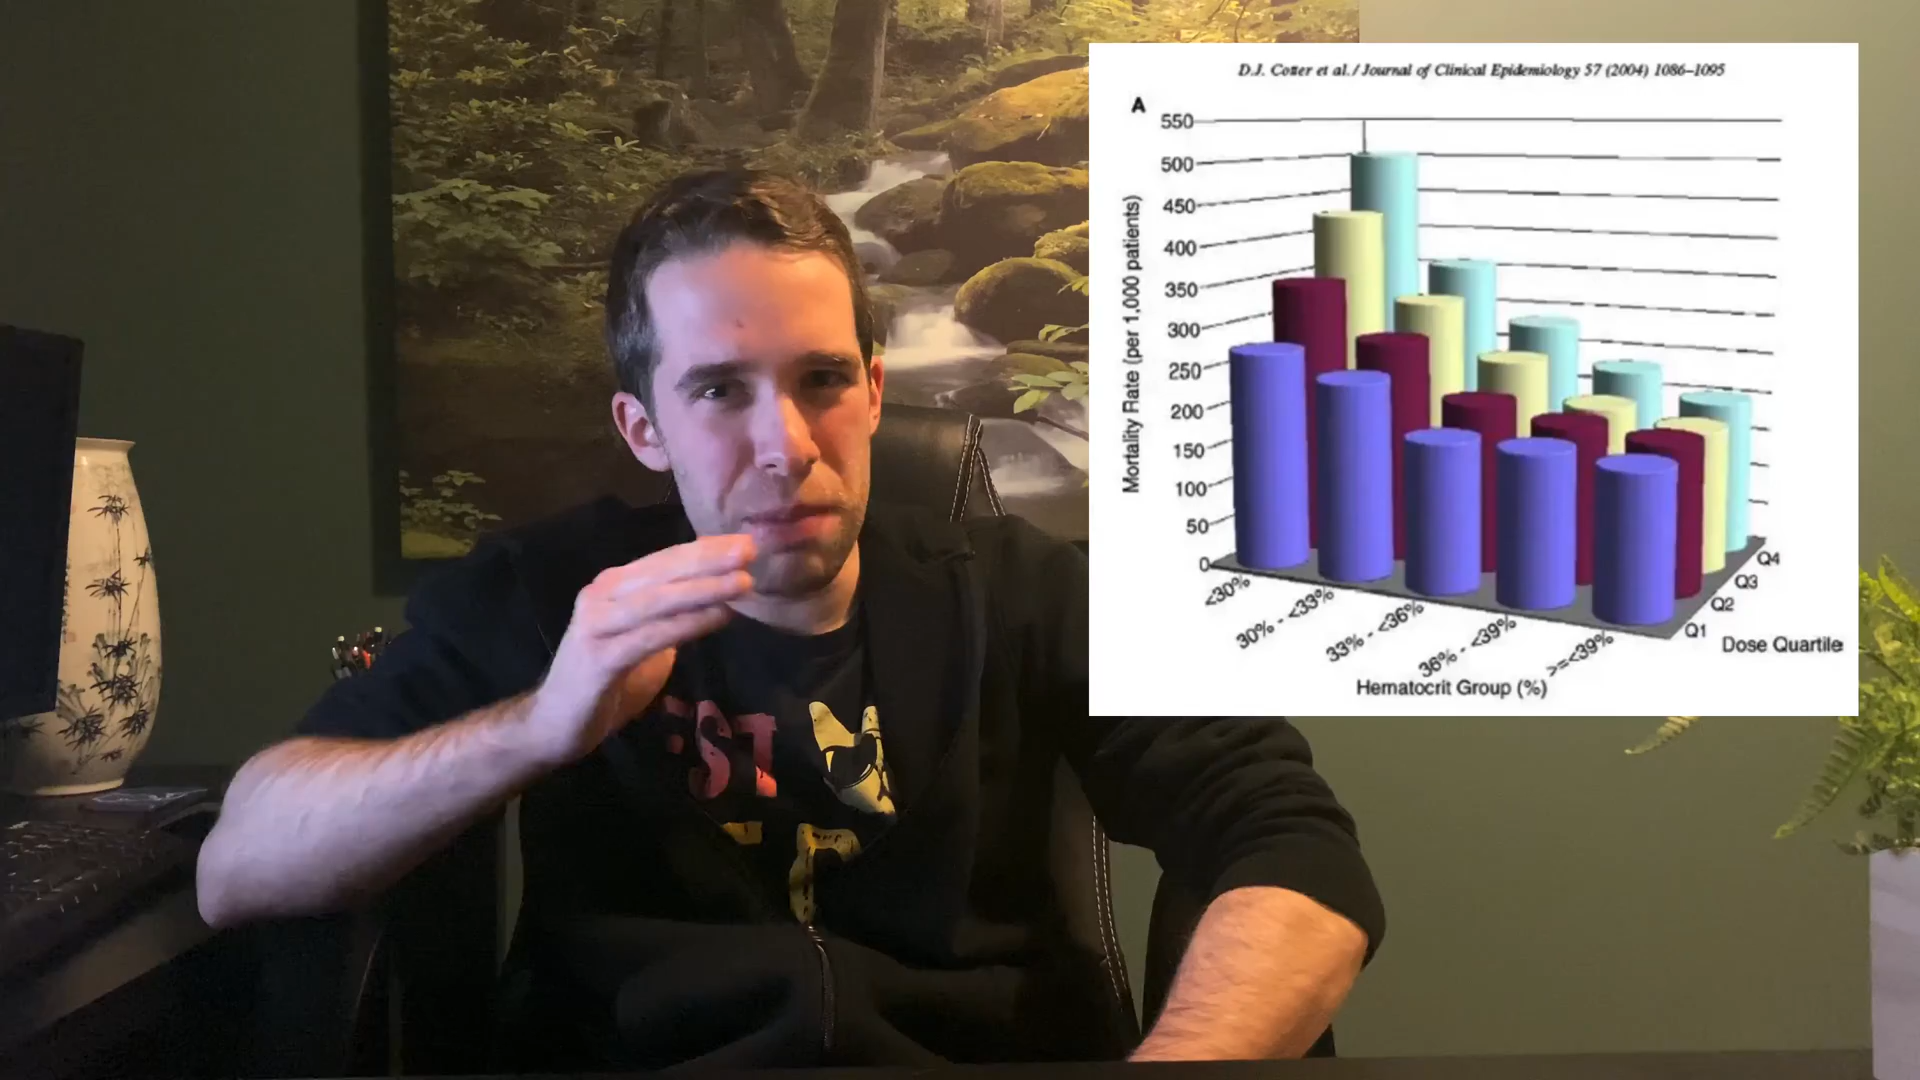 D.J. Cotter et al. / Journal of Clinical Epidemiology 57 (2004) 1086–1095
A
550
500
450
400
350
300
250
200
150
100
50
0
Mortality Rate (per 1,000 patients)
<30%
30% - <33%
33% - <36%
36% - <39%
>=<39%
Q1
Q2
Q3
Q4
Dose Quartile
Hematocrit Group (%)
EST